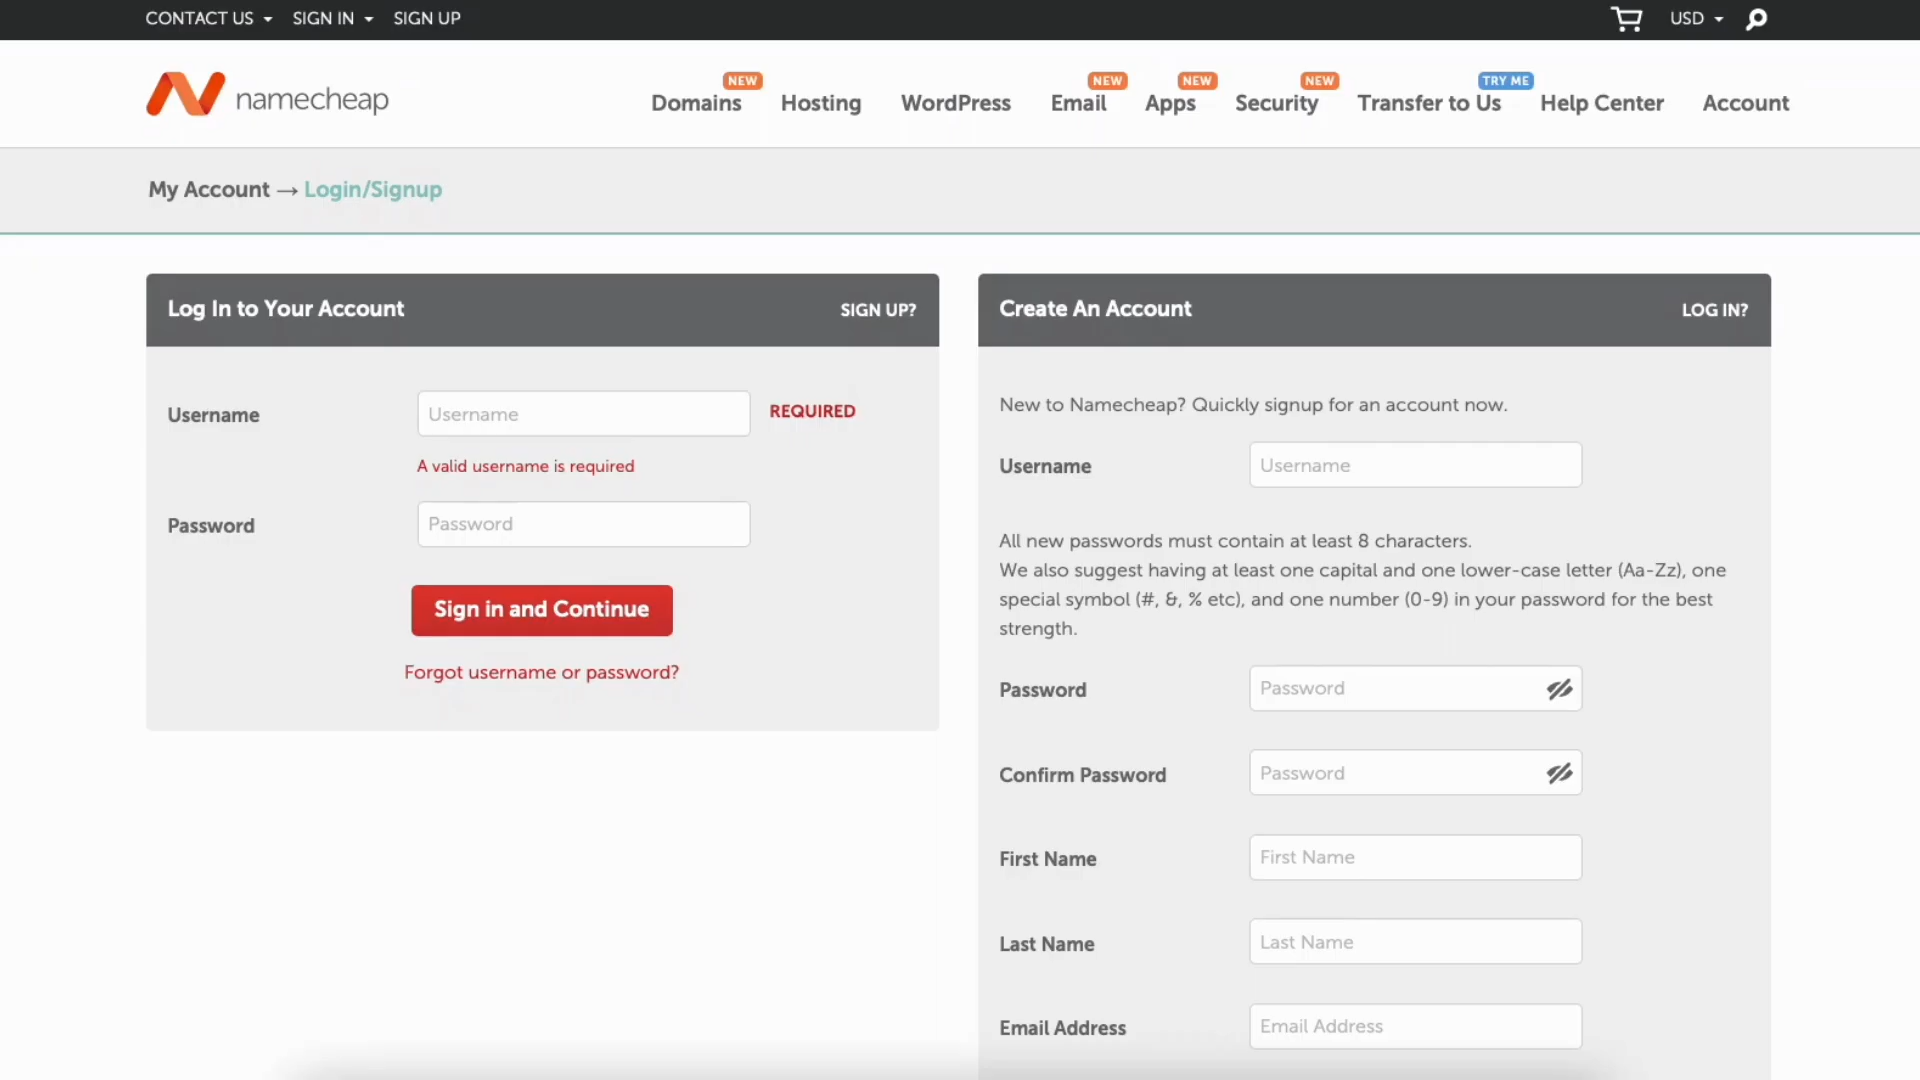 CONTACT US SIGN IN SIGN UP USD
namecheap
NEW NEW NEW NEW TRY ME
Domains Hosting WordPress Email Apps Security Transfer to Us Help Center Account
My Account → Login/Signup
Log In to Your Account SIGN UP?
Username Username REQUIRED
A valid username is required
Password Password
Sign in and Continue
Forgot username or password?
Create An Account LOG IN?
New to Namecheap? Quickly signup for an account now.
Username Username
All new passwords must contain at least 8 characters.
We also suggest having at least one capital and one lower-case letter (Aa-Zz), one
special symbol (#, &, % etc), and one number (0-9) in your password for the best
strength.
Password Password
Confirm Password Password
First Name First Name
Last Name Last Name
Email Address Email Address